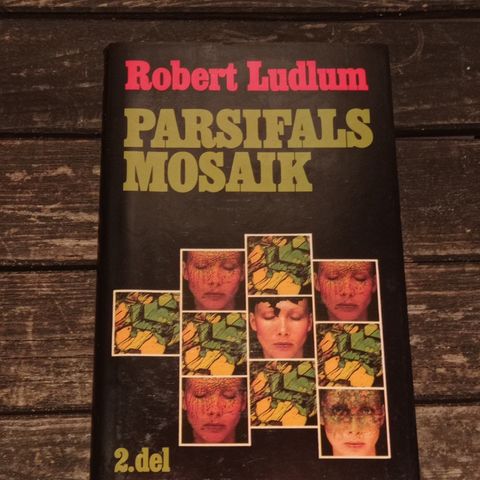 Robert Ludlum
PARSIFALS
MOSAIK
2.del